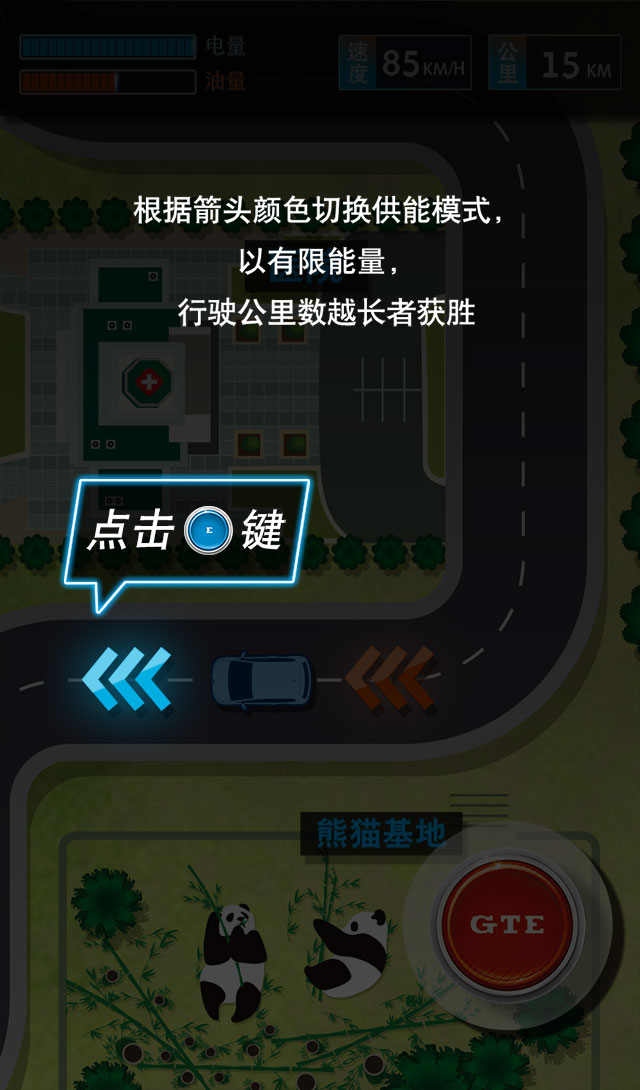 电量
油量
速度 85 KM/H
公里 15 KM
根据箭头颜色切换供能模式，
以有限能量，
行驶公里数越长者获胜
点击 E 键
熊猫基地
GTE